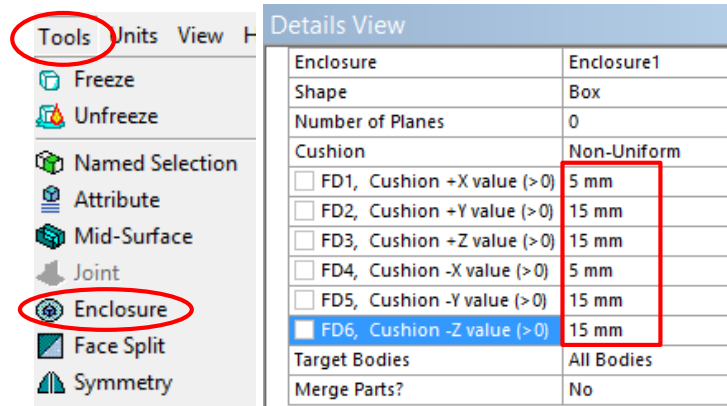 Tools Units View H
Freeze
Unfreeze
Named Selection
Attribute
Mid-Surface
Joint
Enclosure
Face Split
Symmetry
Details View
Enclosure Enclosure1
Shape Box
Number of Planes 0
Cushion Non-Uniform
FD1, Cushion +X value (>0) 5 mm
FD2, Cushion +Y value (>0) 15 mm
FD3, Cushion +Z value (>0) 15 mm
FD4, Cushion -X value (>0) 5 mm
FD5, Cushion -Y value (>0) 15 mm
FD6, Cushion -Z value (>0) 15 mm
Target Bodies All Bodies
Merge Parts? No